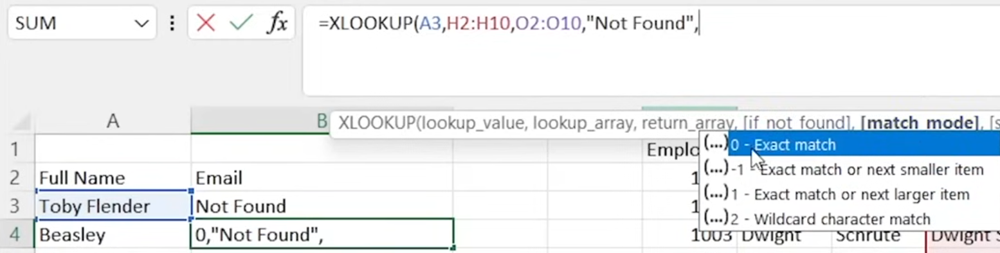 SUM fx =XLOOKUP(A3,H2:H10,O2:O10,"Not Found",
A B XLOOKUP(lookup_value, lookup_array, return_array, [if_not_found], [match_mode], [s
1 Emplo (...) 0 - Exact match
(...) -1 - Exact match or next smaller item
2 Full Name Email 1
(...) 1 - Exact match or next larger item
3 Toby Flender Not Found 1
(...) 2 - Wildcard character match
4 Beasley 0,"Not Found", 1003 Dwight Schrute Dwight S